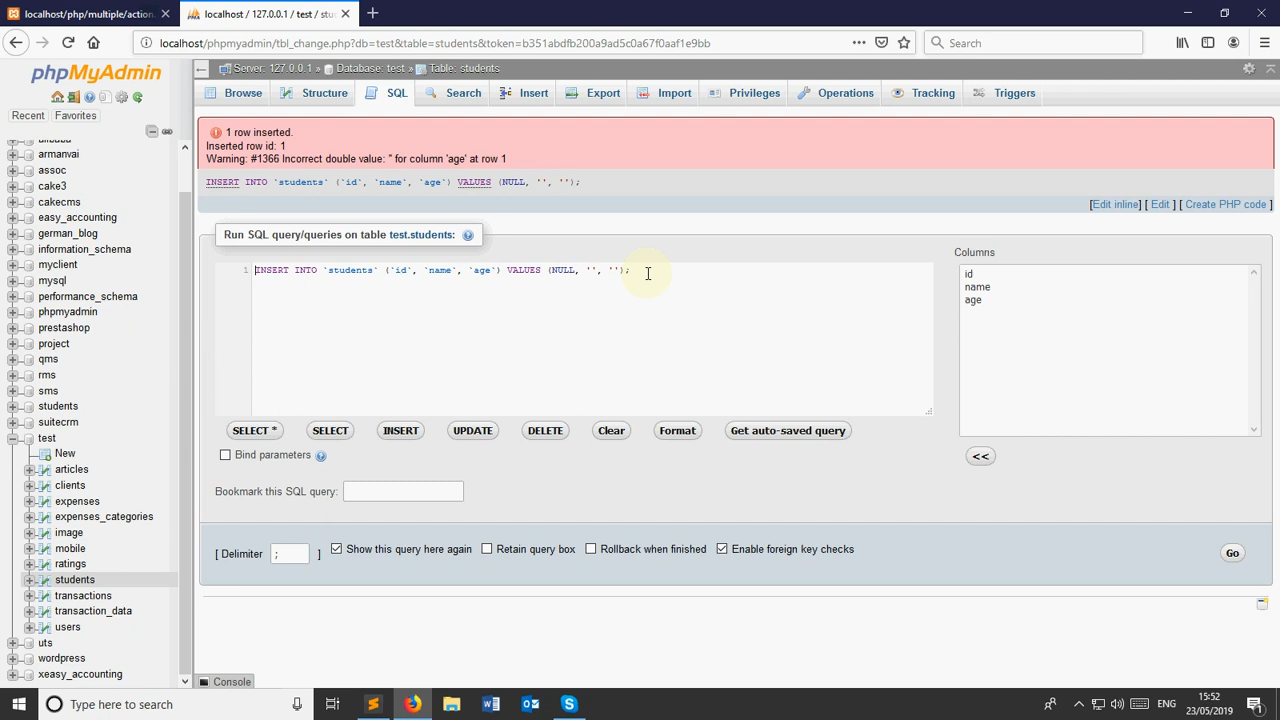 localhost/php/multiple/action
localhost / 127.0.0.1 / test / stu
localhost/phpmyadmin/tbl_change.php?db=test&table=students&token=b351abdfb200a9ad5c0a67f0aaf1e9bb
Search
phpMyAdmin
Recent
Favorites
armanvai
assoc
cake3
cakecms
easy_accounting
german_blog
information_schema
myclient
mysql
performance_schema
phpmyadmin
prestashop
project
qms
rms
sms
students
suitecrm
test
New
articles
clients
expenses
expenses_categories
image
mobile
ratings
students
transactions
transaction_data
users
uts
wordpress
xeasy_accounting
Server: 127.0.0.1 » Database: test » Table: students
Browse Structure SQL Search Insert Export Import Privileges Operations Tracking Triggers
1 row inserted.
Inserted row id: 1
Warning: #1366 Incorrect double value: '' for column 'age' at row 1
INSERT INTO `students` (`id`, `name`, `age`) VALUES (NULL, '', '');
[Edit inline] [ Edit ] [ Create PHP code ]
Run SQL query/queries on table test.students:
1 INSERT INTO `students` (`id`, `name`, `age`) VALUES (NULL, '', '');
Columns
id
name
age
SELECT * SELECT INSERT UPDATE DELETE Clear Format Get auto-saved query
<<
Bind parameters
Bookmark this SQL query:
[ Delimiter ; ] Show this query here again Retain query box Rollback when finished Enable foreign key checks
Go
Console
Type here to search
ENG
15:52
23/05/2019